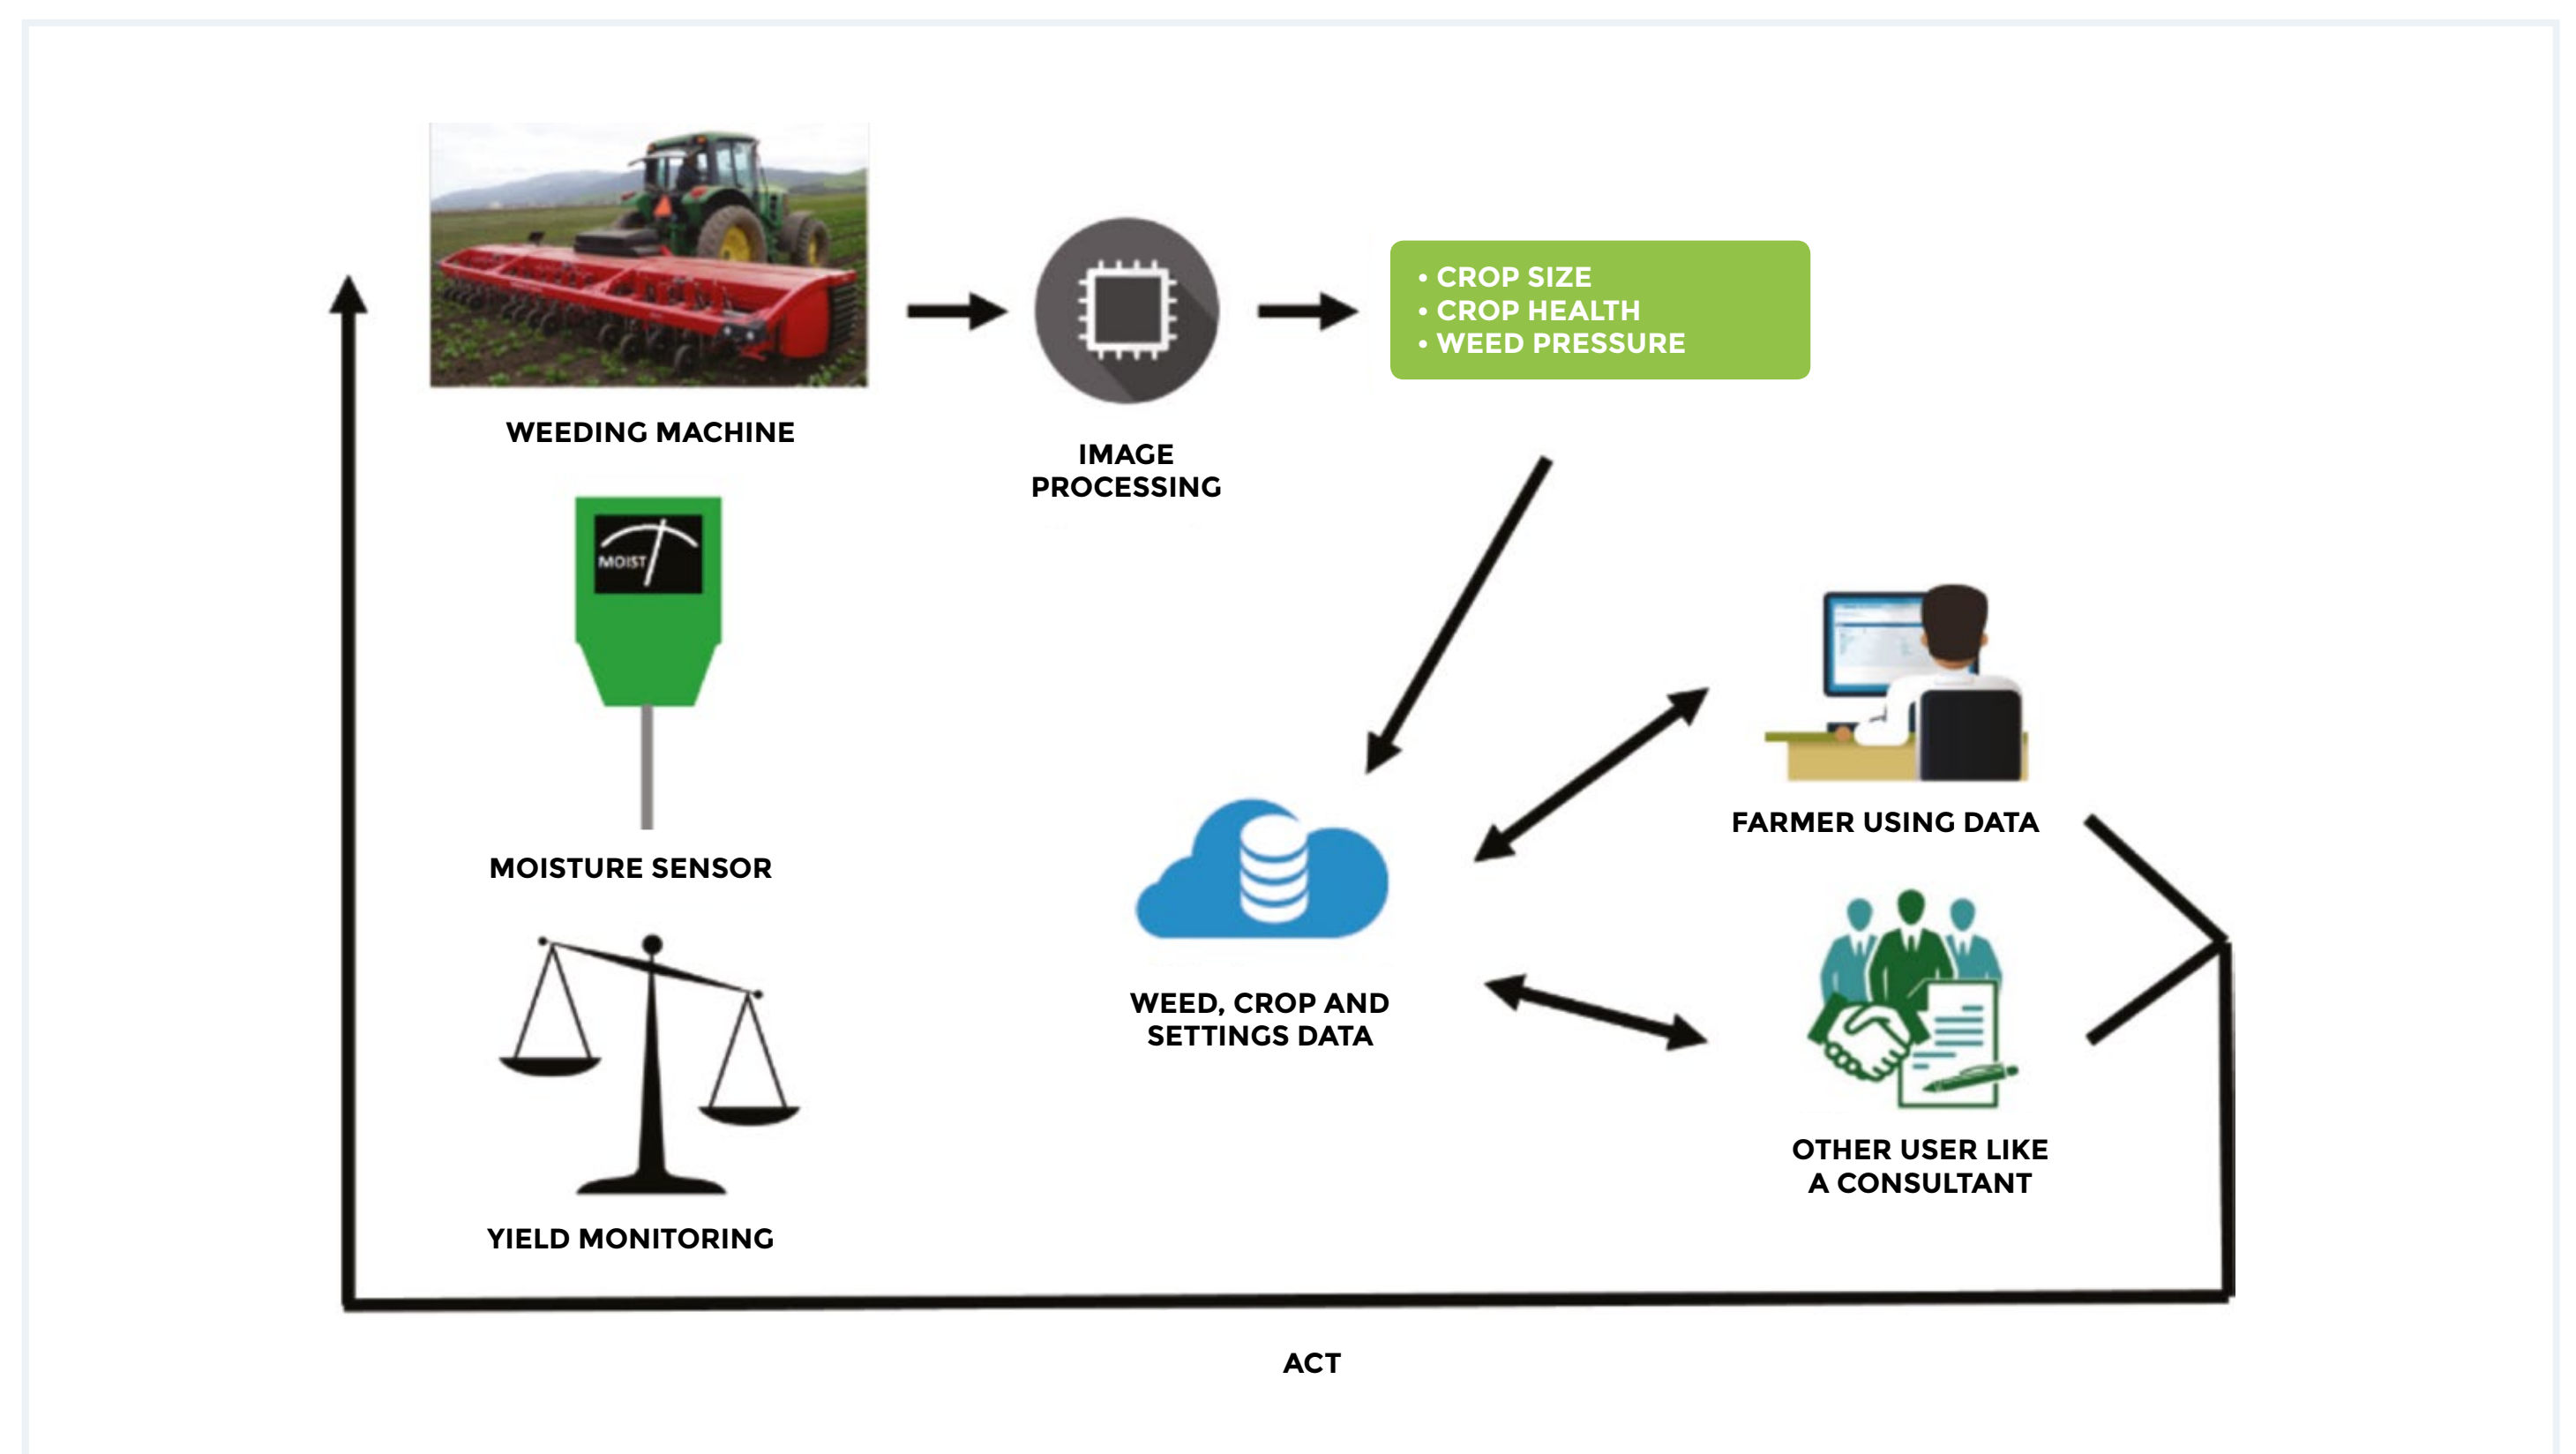 • CROP SIZE
• CROP HEALTH
• WEED PRESSURE
WEEDING MACHINE
IMAGE
PROCESSING
MOIST
MOISTURE SENSOR
FARMER USING DATA
WEED, CROP AND
SETTINGS DATA
OTHER USER LIKE
A CONSULTANT
YIELD MONITORING
ACT